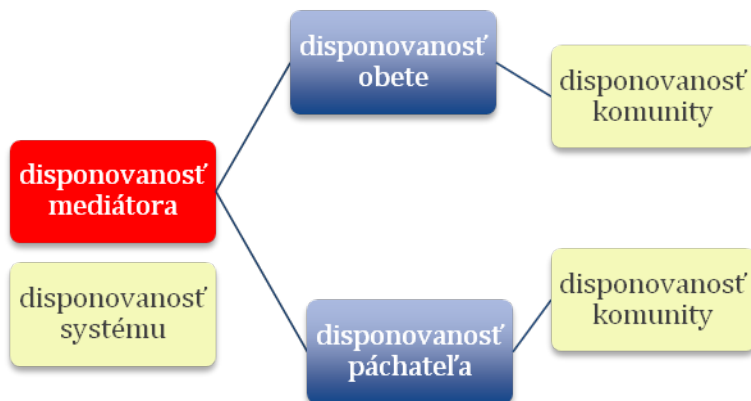 disponovanosť
obete
disponovanosť
komunity
disponovanosť
mediátora
disponovanosť
systému
disponovanosť
komunity
disponovanosť
páchateľa